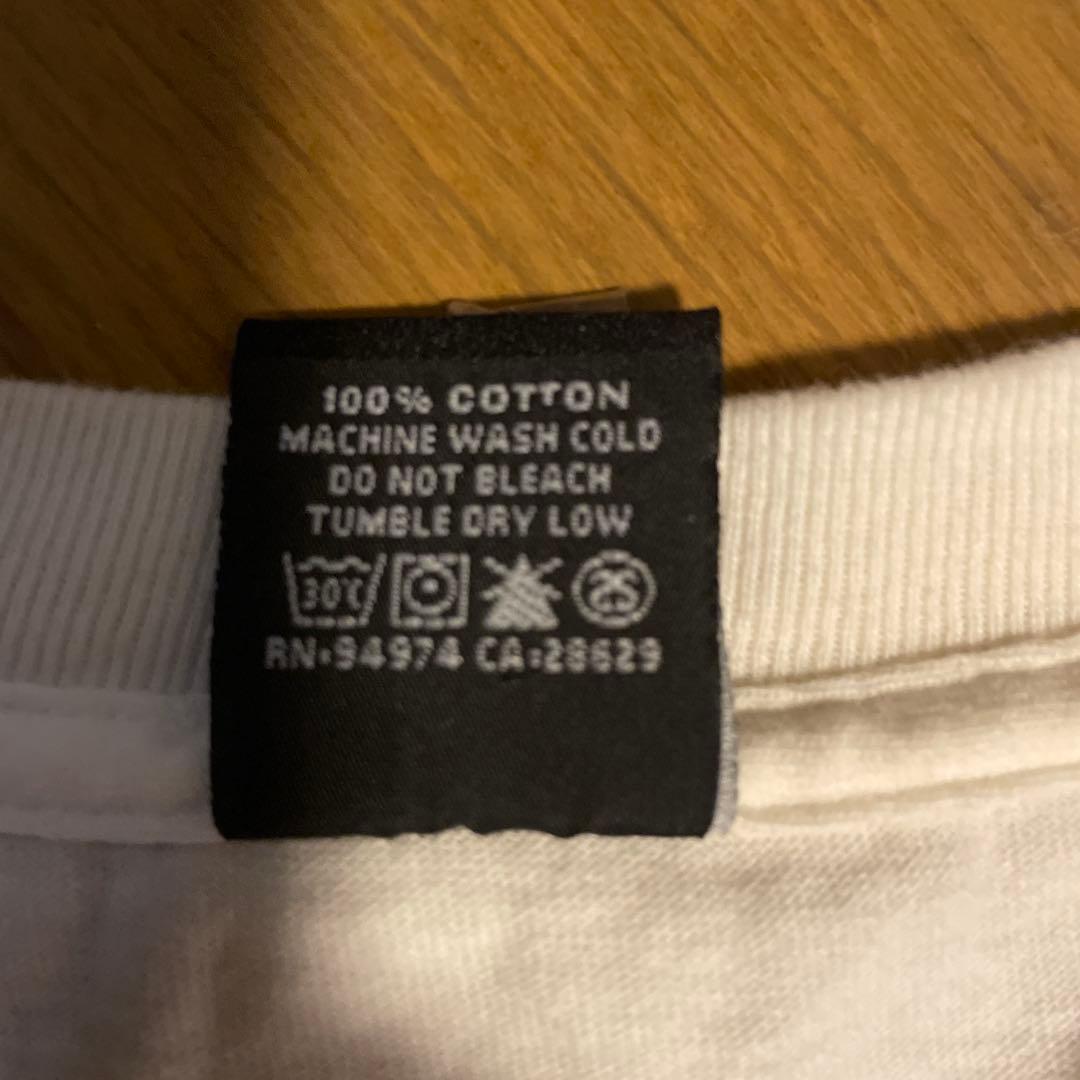 100% COTTON
MACHINE WASH COLD
DO NOT BLEACH
TUMBLE DRY LOW
30℃
RN:94974 CA:28629